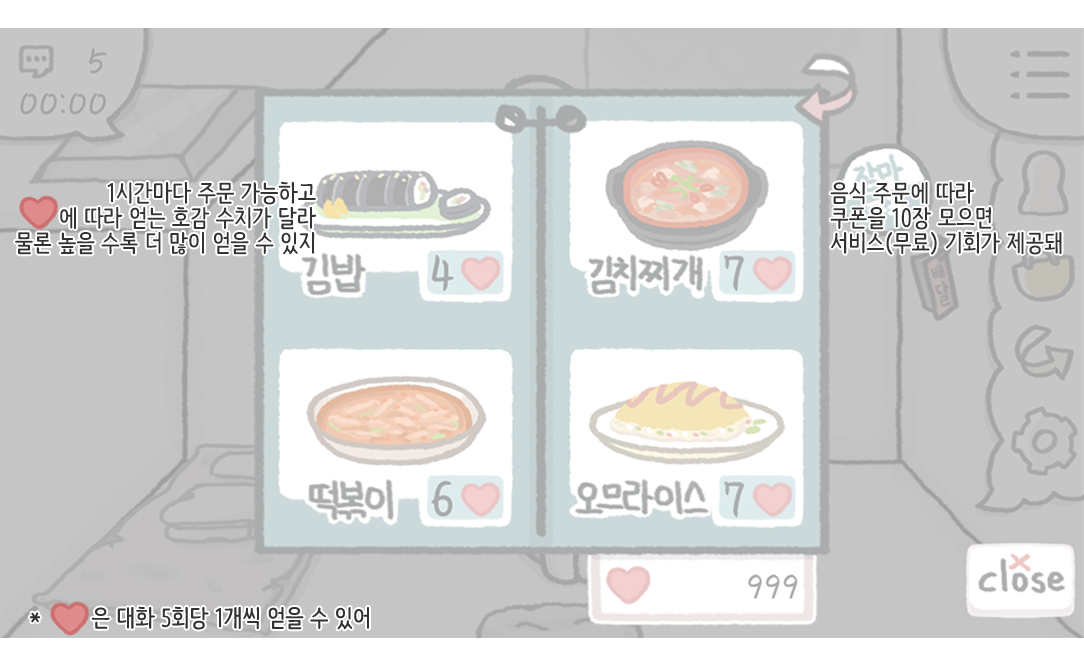 5
00:00
1시간마다 주문 가능하고
에 따라 얻는 호감 수치가 달라
물론 높을 수록 더 많이 얻을 수 있지
김밥 4
김치찌개 7
떡볶이 6
오므라이스 7
잠마
음식 주문에 따라
쿠폰을 10장 모으면
서비스(무료) 기회가 제공돼
배달
999
close
* 은 대화 5회당 1개씩 얻을 수 있어